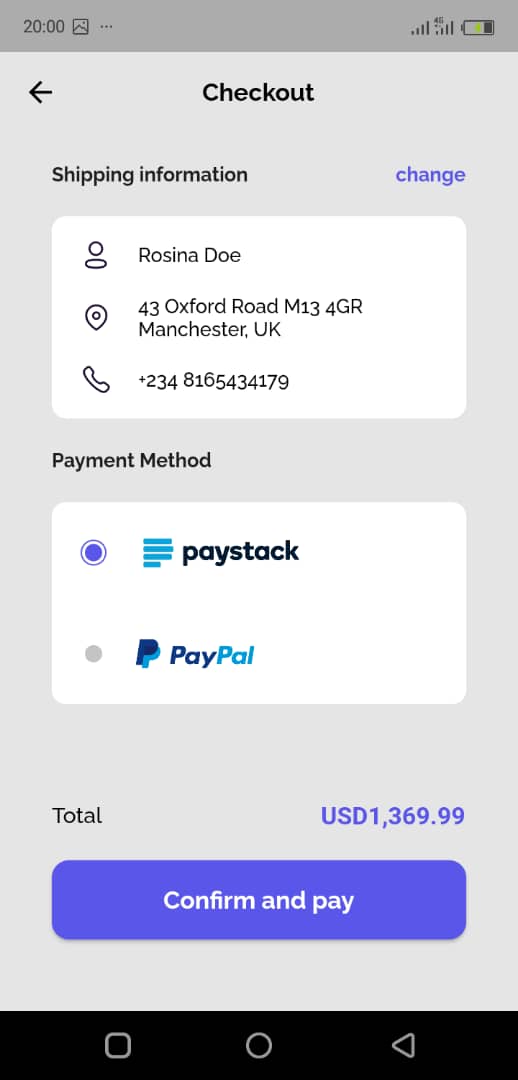 20:00
4G
Checkout
Shipping information
change
Rosina Doe
43 Oxford Road M13 4GR
Manchester, UK
+234 8165434179
Payment Method
paystack
PayPal
Total
USD1,369.99
Confirm and pay